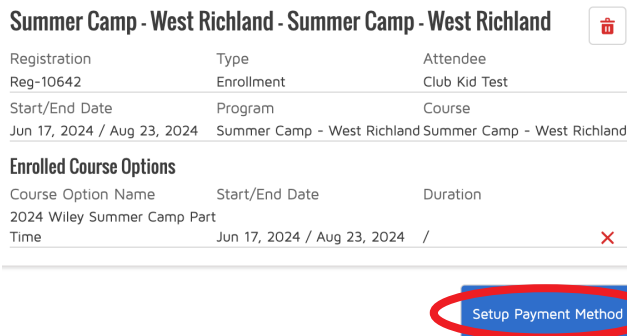 Summer Camp - West Richland - Summer Camp - West Richland
Registration Type Attendee
Reg-10642 Enrollment Club Kid Test
Start/End Date Program Course
Jun 17, 2024 / Aug 23, 2024 Summer Camp - West Richland Summer Camp - West Richland
Enrolled Course Options
Course Option Name Start/End Date Duration
2024 Wiley Summer Camp Part
Time Jun 17, 2024 / Aug 23, 2024 /
Setup Payment Method